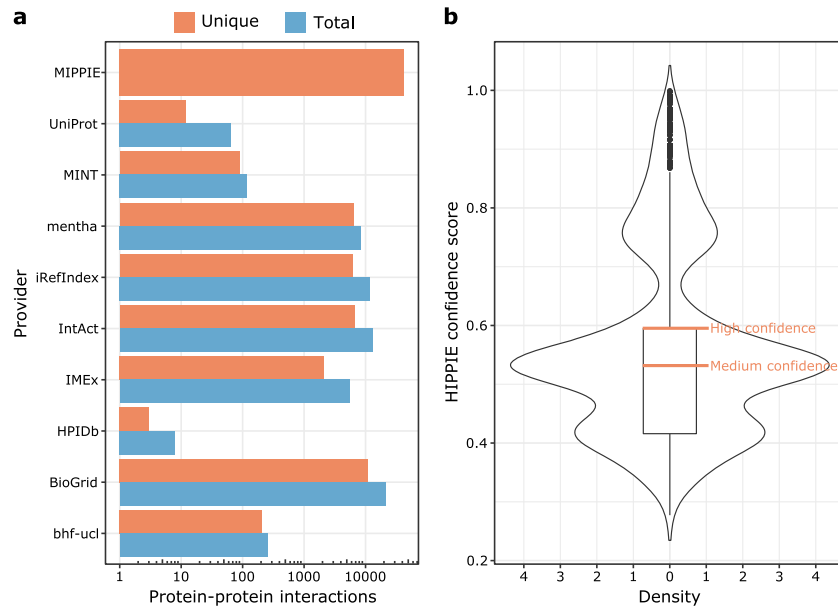 a
Unique
Total
Provider
MIPPIE
UniProt
MINT
mentha
iRefIndex
IntAct
IMEx
HPIDb
BioGrid
bhf-ucl
1 10 100 1000 10000
Protein-protein interactions
b
HIPPIE confidence score
1.0
0.8
0.6
0.4
0.2
High confidence
Medium confidence
4 3 2 1 0 1 2 3 4
Density